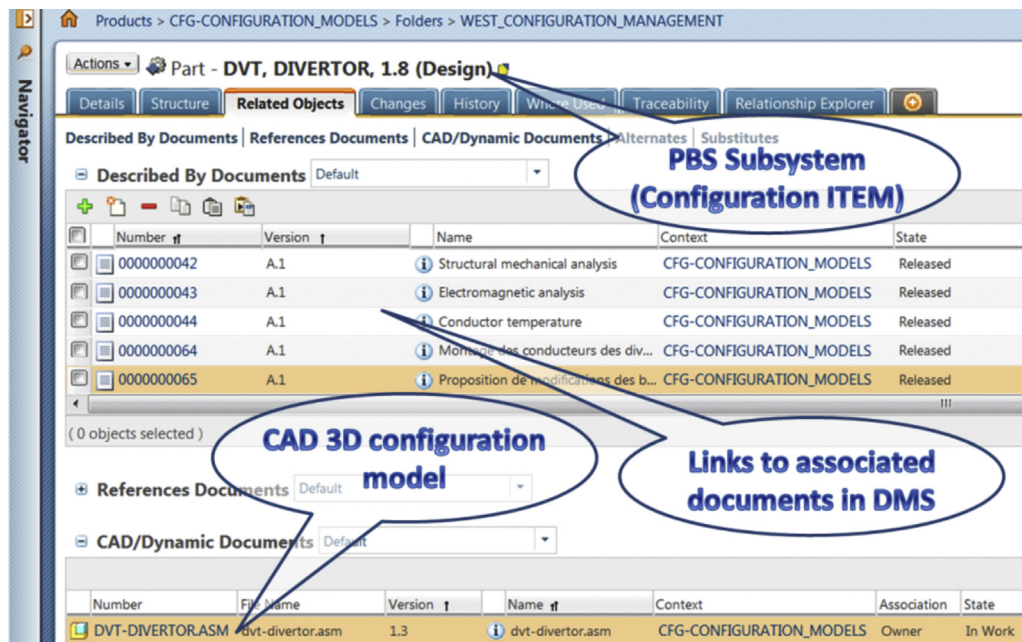 Products > CFG-CONFIGURATION_MODELS > Folders > WEST_CONFIGURATION_MANAGEMENT
Navigator
Actions
Part - DVT, DIVERTOR, 1.8 (Design)
Details Structure Related Objects Changes History Where Used Traceability Relationship Explorer
Described By Documents | References Documents | CAD/Dynamic Documents | Alternates | Substitutes
PBS Subsystem
(Configuration ITEM)
Described By Documents Default
Number Version Name Context State
0000000042 A.1 Structural mechanical analysis CFG-CONFIGURATION_MODELS Released
0000000043 A.1 Electromagnetic analysis CFG-CONFIGURATION_MODELS Released
0000000044 A.1 Conductor temperature CFG-CONFIGURATION_MODELS Released
0000000064 A.1 Montage des conducteurs des div... CFG-CONFIGURATION_MODELS Released
0000000065 A.1 Proposition de modifications des b... CFG-CONFIGURATION_MODELS Released
( 0 objects selected )
CAD 3D configuration
model
Links to associated
documents in DMS
References Documents Default
CAD/Dynamic Documents Default
Number File Name Version Name Context Association State
DVT-DIVERTOR.ASM dvt-divertor.asm 1.3 dvt-divertor.asm CFG-CONFIGURATION_MODELS Owner In Work